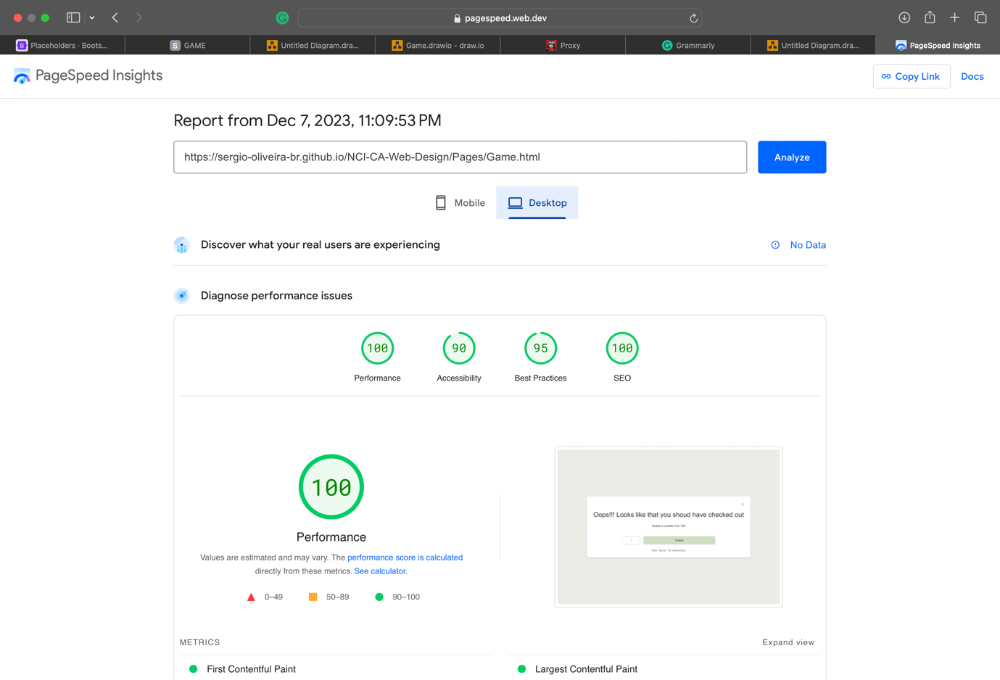 pagespeed.web.dev
Placeholders · Boots...
S GAME
Untitled Diagram.dra...
Game.drawio – draw.io
Proxy
Grammarly
Untitled Diagram.dra...
PageSpeed Insights
PageSpeed Insights
Copy Link
Docs
Report from Dec 7, 2023, 11:09:53 PM
https://sergio-oliveira-br.github.io/NCI-CA-Web-Design/Pages/Game.html
Analyze
Mobile
Desktop
Discover what your real users are experiencing
No Data
Diagnose performance issues
100
90
95
100
Performance
Accessibility
Best Practices
SEO
100
Performance
Values are estimated and may vary. The performance score is calculated
directly from these metrics. See calculator.
0–49
50–89
90–100
Oops!!! Looks like that you shoud have checked out
Guess a number 0 to 100
Check
You have 10 chances
METRICS
Expand view
First Contentful Paint
Largest Contentful Paint